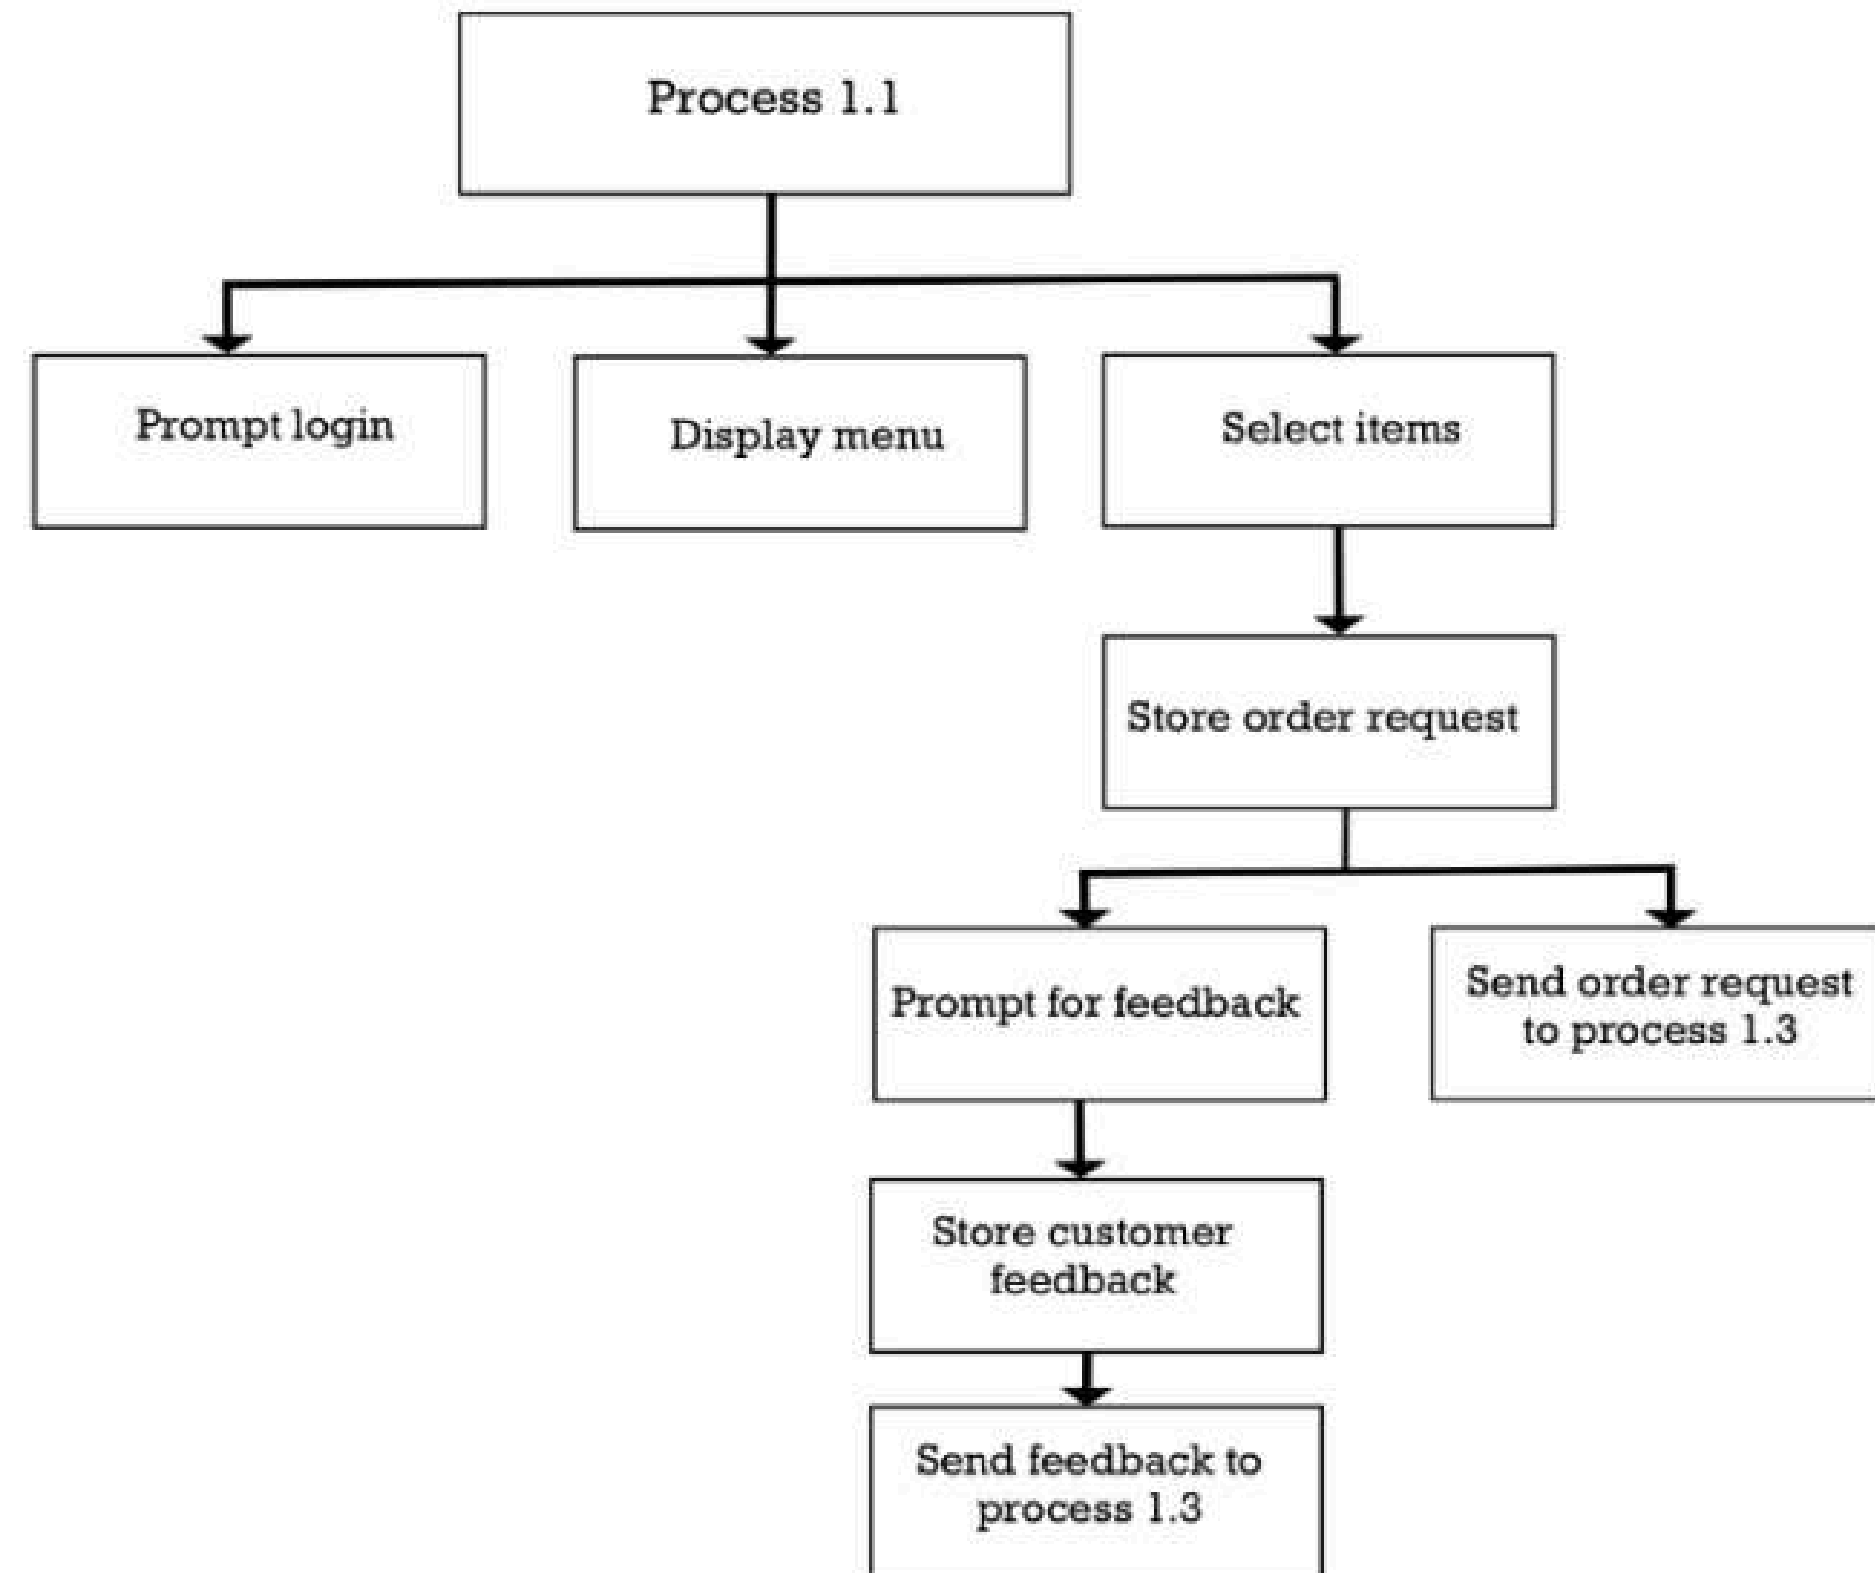 Process 1.1
Prompt login
Display menu
Select items
Store order request
Prompt for feedback
Send order request
to process 1.3
Store customer
feedback
Send feedback to
process 1.3